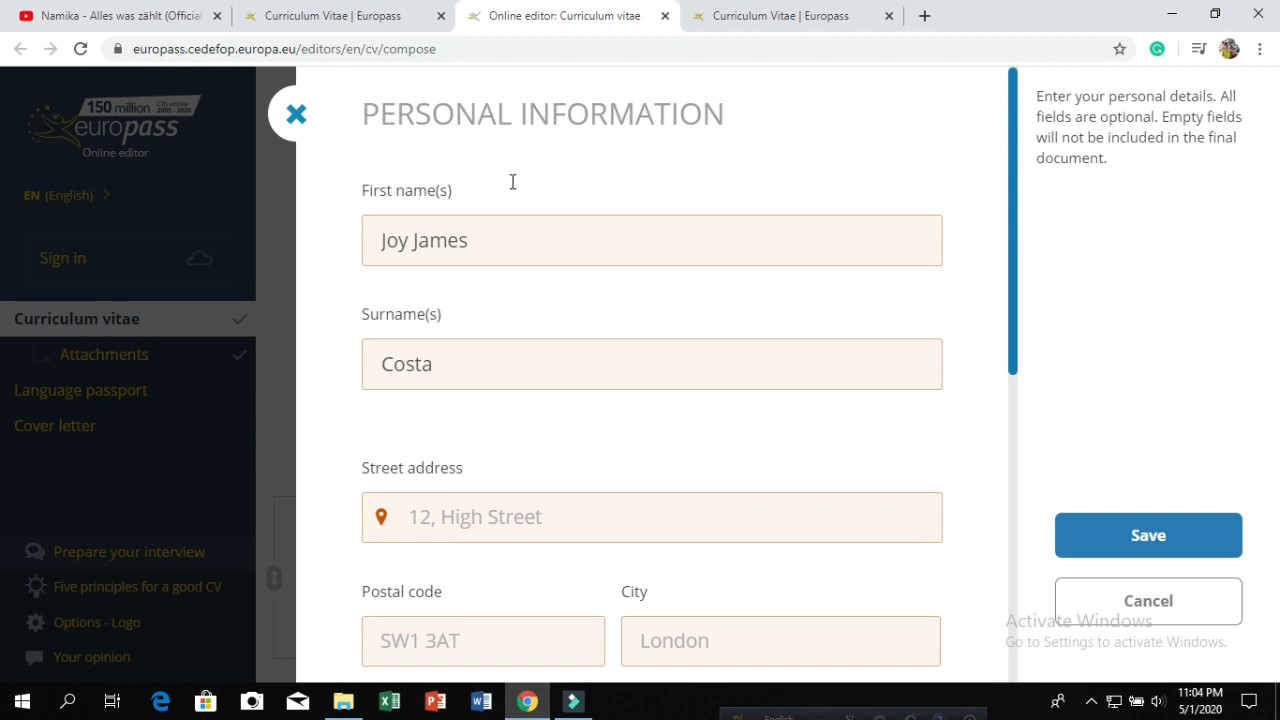 Namika - Alles was zählt (Official
Curriculum Vitae | Europass
Online editor: Curriculum vitae
Curriculum Vitae | Europass
europass.cedefop.europa.eu/editors/en/cv/compose
150 million CVs online 2005 - 2020
europass
Online editor
EN (English)
Sign in
Curriculum vitae
Attachments
Language passport
Cover letter
Prepare your interview
Five principles for a good CV
Options - Logo
Your opinion
PERSONAL INFORMATION
First name(s)
Joy James
Surname(s)
Costa
Street address
12, High Street
Postal code City
SW1 3AT London
Enter your personal details. All
fields are optional. Empty fields
will not be included in the final
document.
Save
Cancel
Activate Windows
Go to Settings to activate Windows.
English
11:04 PM
5/1/2020